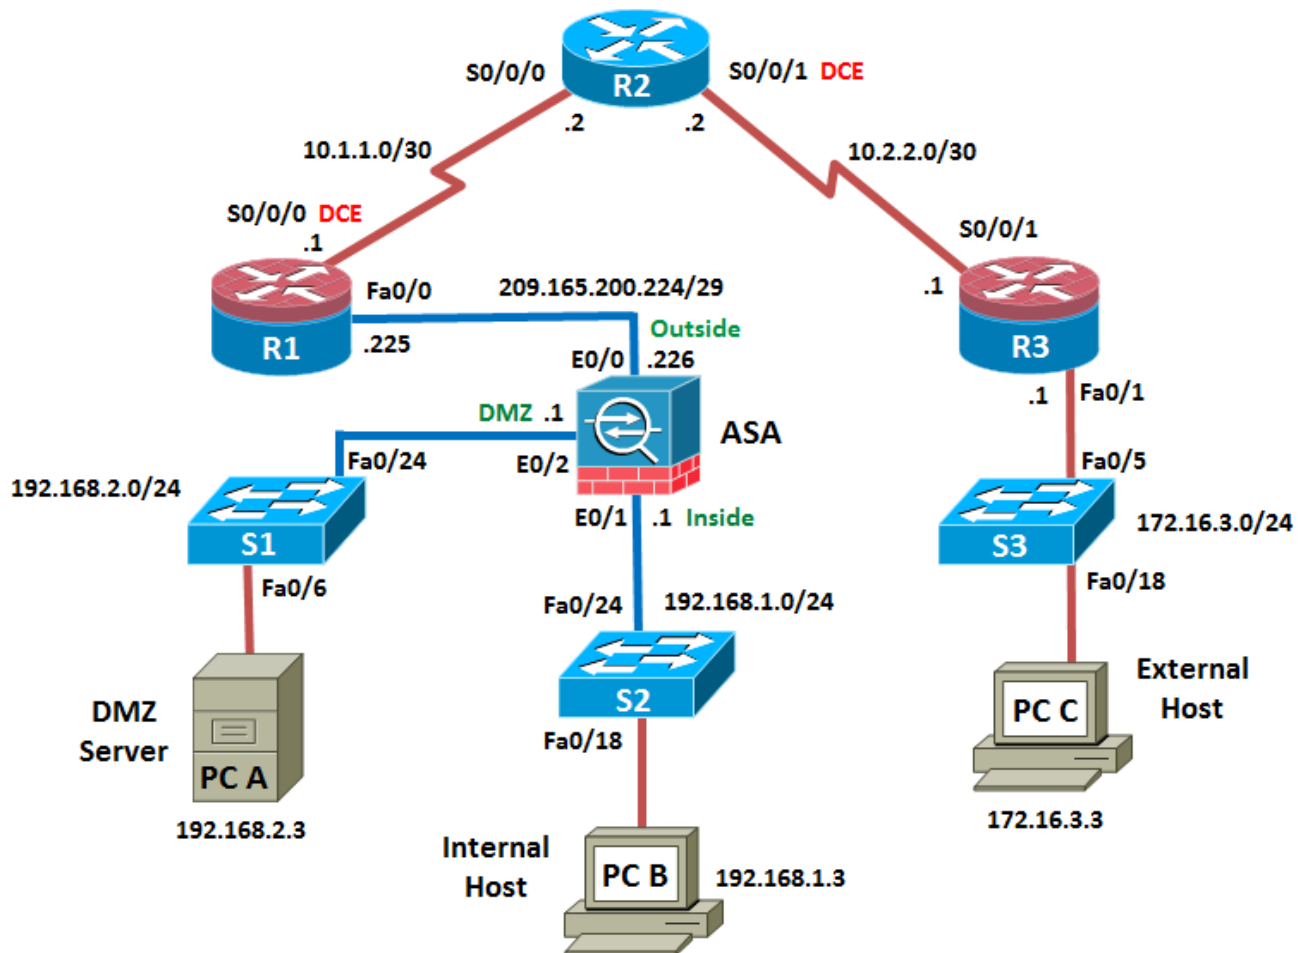 S0/0/0
R2
S0/0/1 DCE
.2
.2
10.1.1.0/30
10.2.2.0/30
S0/0/0 DCE
.1
S0/0/1
.1
Fa0/0
209.165.200.224/29
R1
.225
Outside
E0/0 .226
R3
.1
Fa0/1
DMZ .1
ASA
Fa0/24
E0/2
Fa0/5
192.168.2.0/24
E0/1 .1 Inside
S1
S3
172.16.3.0/24
Fa0/6
Fa0/18
Fa0/24
192.168.1.0/24
S2
DMZ
Server
PC A
192.168.2.3
Fa0/18
External
Host
PC C
172.16.3.3
Internal
Host
PC B
192.168.1.3